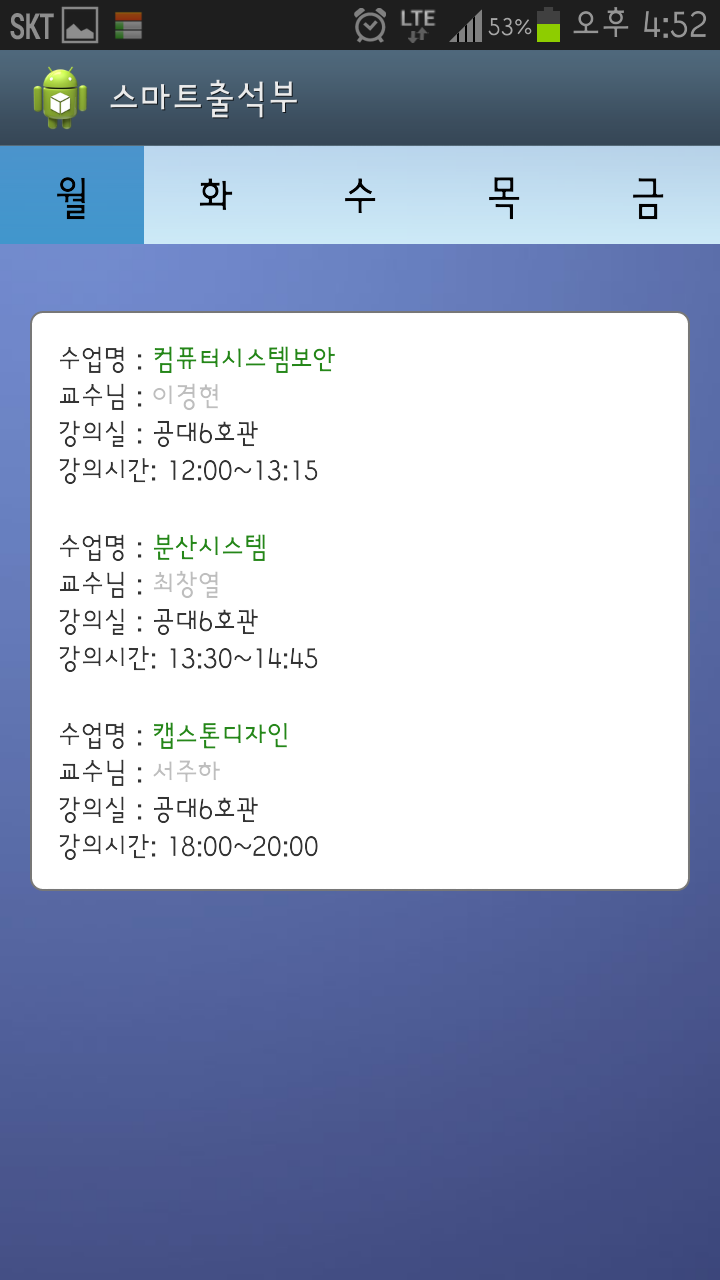 SKT LTE 53% 오후 4:52
스마트출석부
월 화 수 목 금
수업명 : 컴퓨터시스템보안
교수님 : 이경현
강의실 : 공대6호관
강의시간: 12:00~13:15
수업명 : 분산시스템
교수님 : 최창열
강의실 : 공대6호관
강의시간: 13:30~14:45
수업명 : 캡스톤디자인
교수님 : 서주하
강의실 : 공대6호관
강의시간: 18:00~20:00